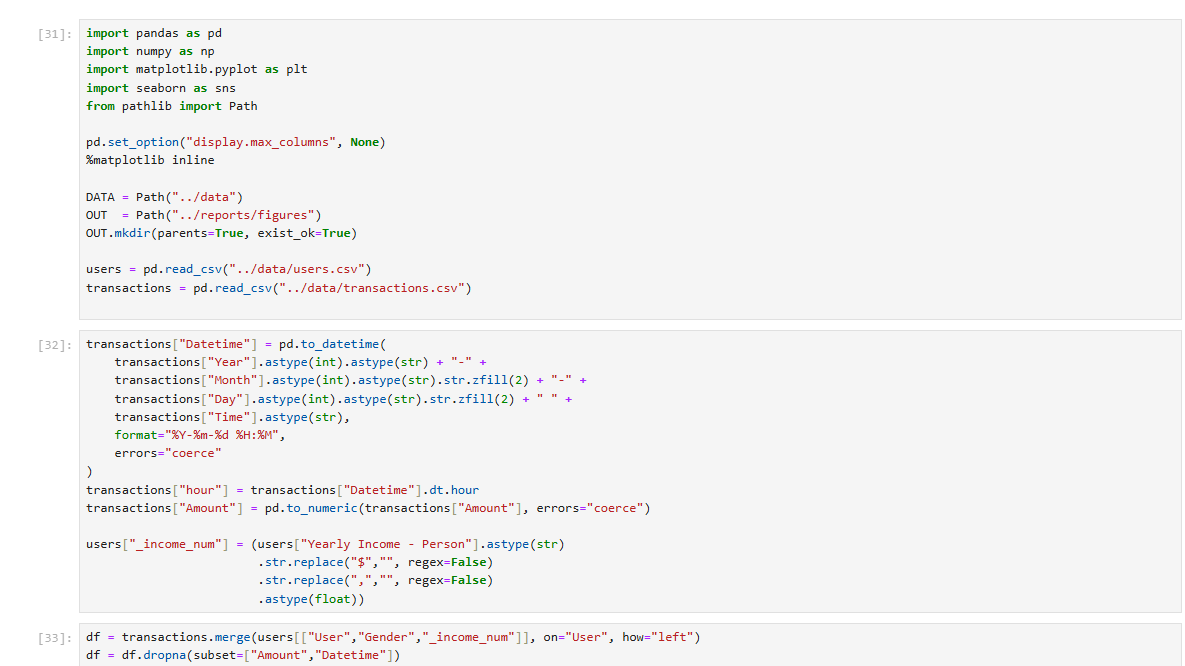 [31]:
import pandas as pd
import numpy as np
import matplotlib.pyplot as plt
import seaborn as sns
from pathlib import Path
pd.set_option("display.max_columns", None)
%matplotlib inline
DATA = Path("../data")
OUT  = Path("../reports/figures")
OUT.mkdir(parents=True, exist_ok=True)
users = pd.read_csv("../data/users.csv")
transactions = pd.read_csv("../data/transactions.csv")
[32]:
transactions["Datetime"] = pd.to_datetime(
    transactions["Year"].astype(int).astype(str) + "-" +
    transactions["Month"].astype(int).astype(str).str.zfill(2) + "-" +
    transactions["Day"].astype(int).astype(str).str.zfill(2) + " " +
    transactions["Time"].astype(str),
    format="%Y-%m-%d %H:%M",
    errors="coerce"
)
transactions["hour"] = transactions["Datetime"].dt.hour
transactions["Amount"] = pd.to_numeric(transactions["Amount"], errors="coerce")
users["_income_num"] = (users["Yearly Income - Person"].astype(str)
                        .str.replace("$","", regex=False)
                        .str.replace(",","", regex=False)
                        .astype(float))
[33]:
df = transactions.merge(users[["User","Gender","_income_num"]], on="User", how="left")
df = df.dropna(subset=["Amount","Datetime"])